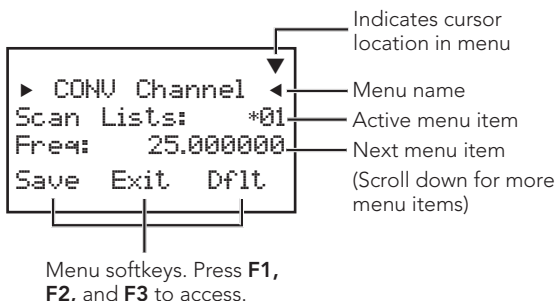 Indicates cursor
location in menu
▼
▶ CONV Channel ◀
Menu name
Scan Lists: *01
Active menu item
Freq: 25.000000
Next menu item
(Scroll down for more
menu items)
Save Exit Dflt
Menu softkeys. Press F1,
F2, and F3 to access.